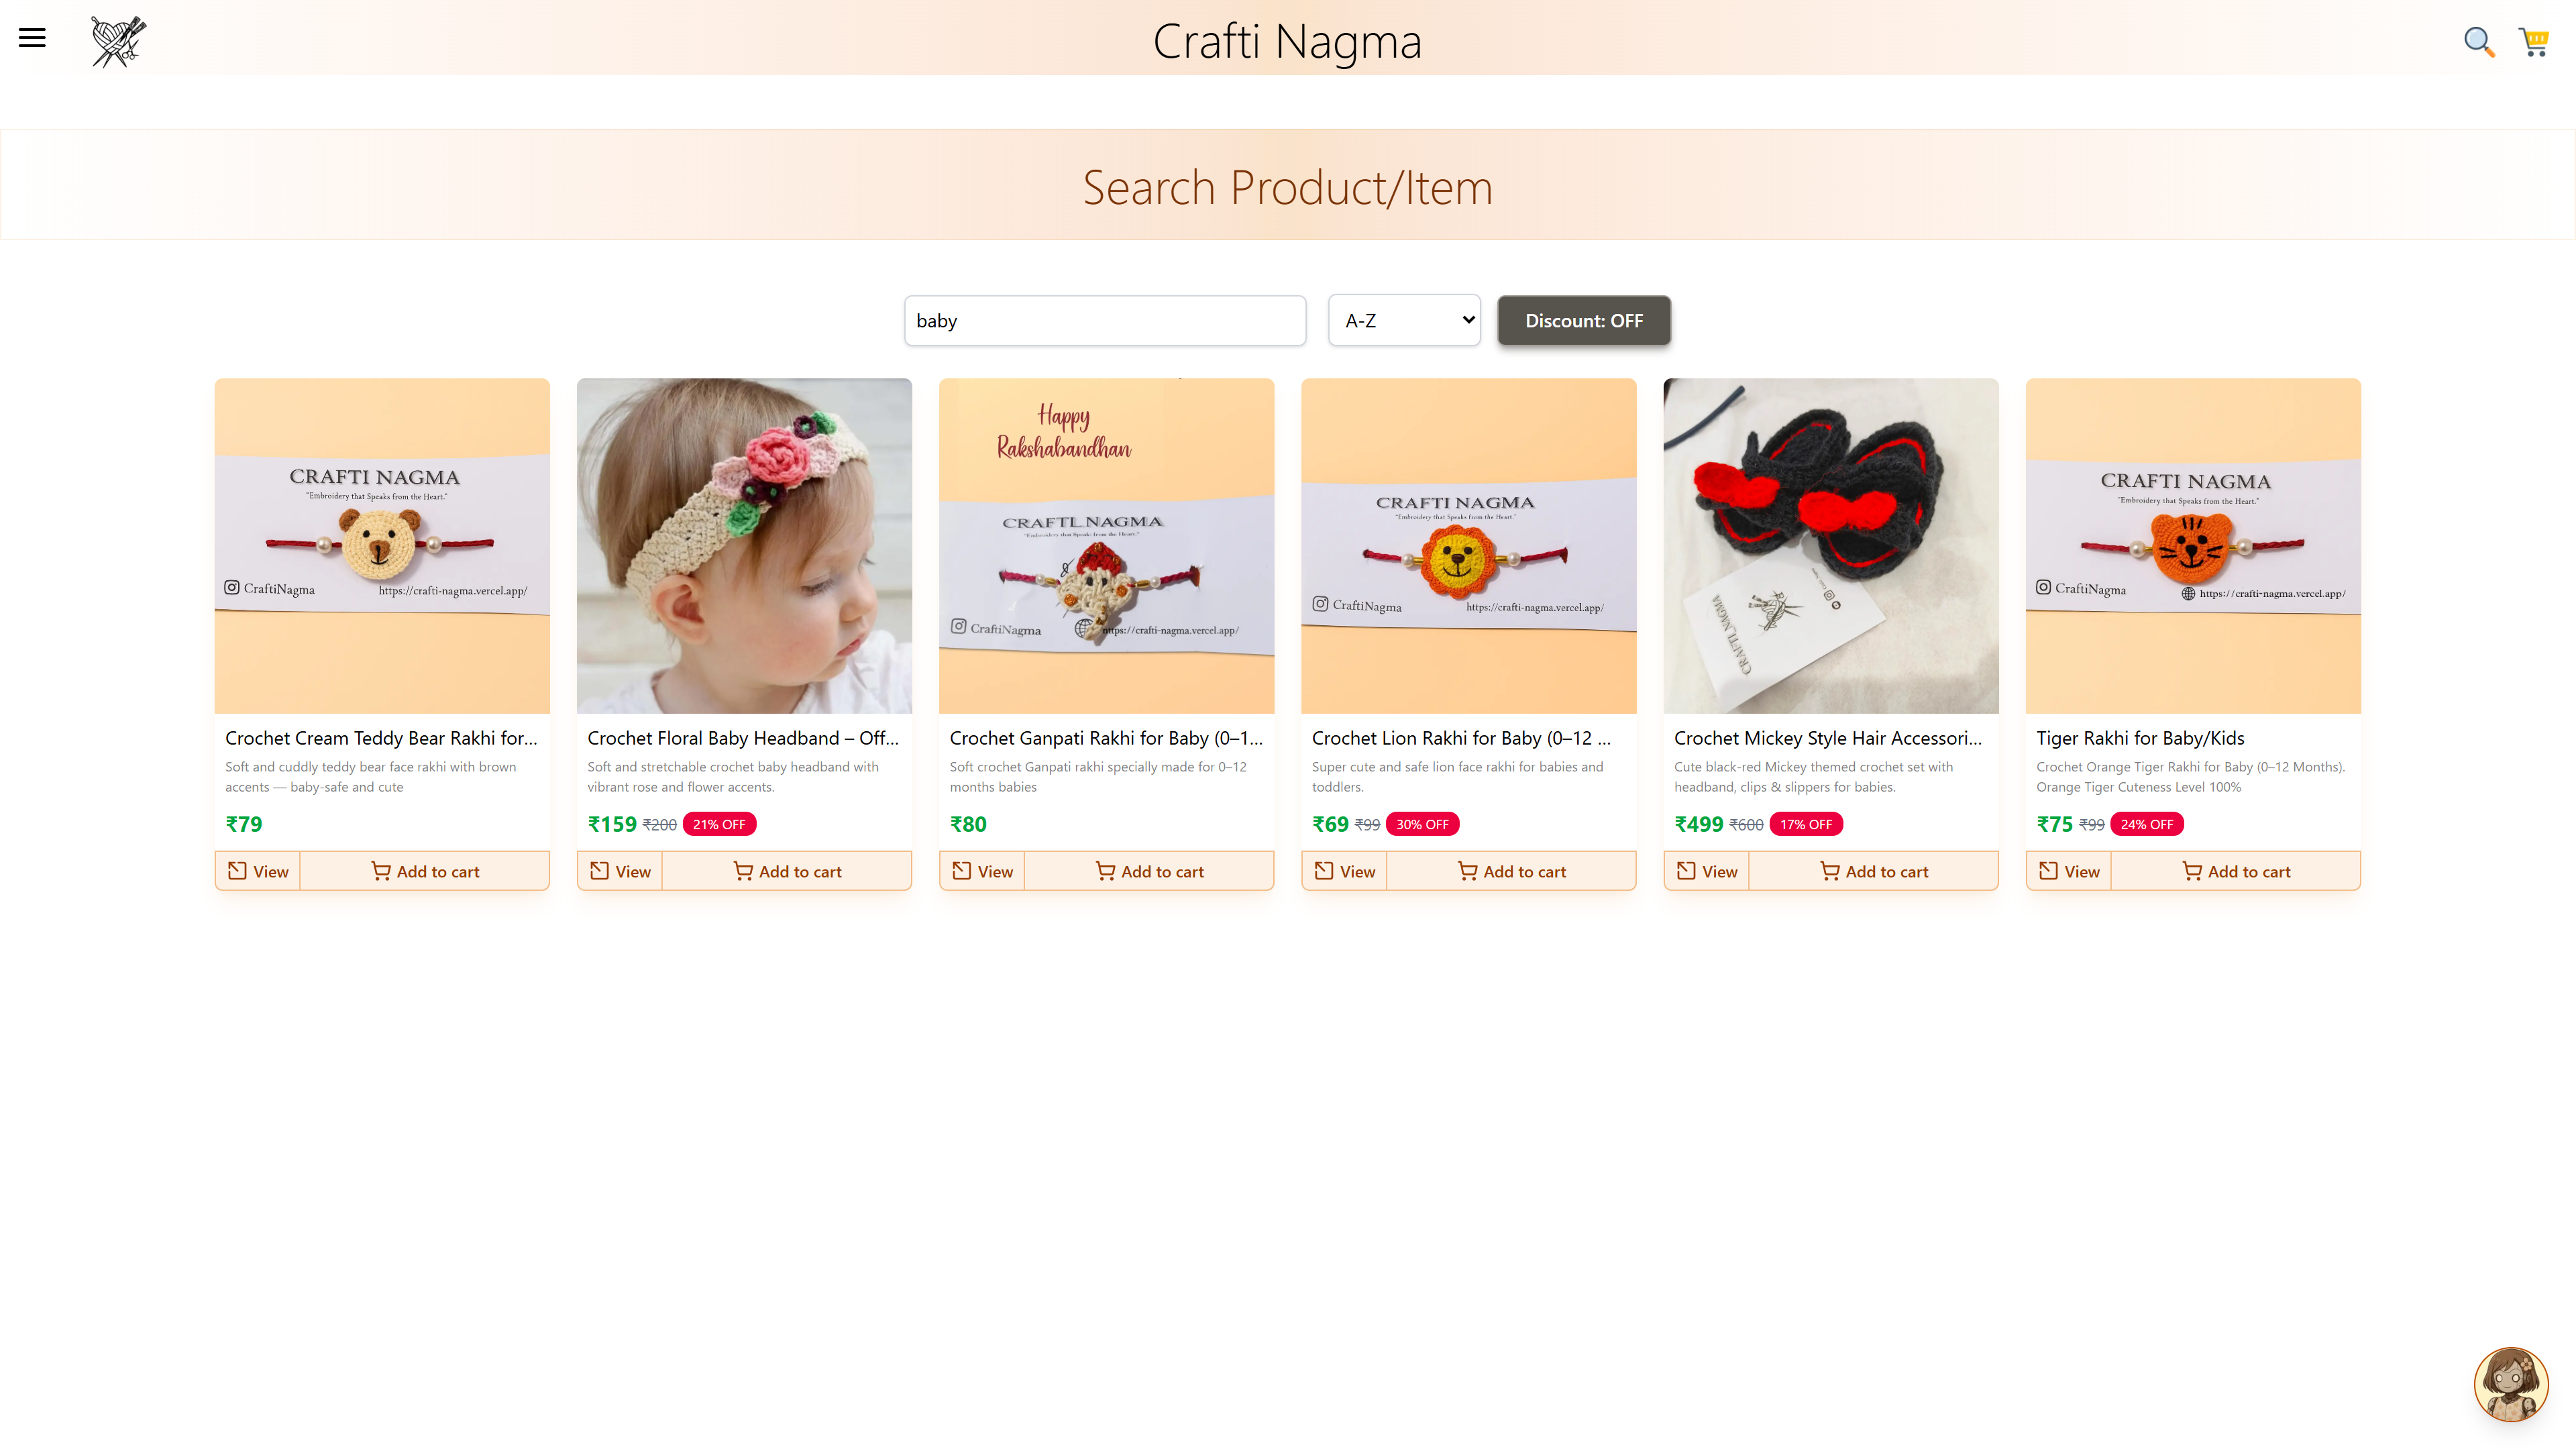 Crafti Nagma
Search Product/Item
baby
A-Z
Discount: OFF
CRAFTI NAGMA
"Embroidery that Speaks from the Heart."
CraftiNagma
https://crafti-nagma.vercel.app/
Crochet Cream Teddy Bear Rakhi for...
Soft and cuddly teddy bear face rakhi with brown
accents — baby-safe and cute
₹79
View
Add to cart
Crochet Floral Baby Headband – Off...
Soft and stretchable crochet baby headband with
vibrant rose and flower accents.
₹159 ₹200 21% OFF
View
Add to cart
Happy
Rakshabandhan
CRAFTI NAGMA
"Embroidery that Speaks from the Heart."
CraftiNagma
https://crafti-nagma.vercel.app/
Crochet Ganpati Rakhi for Baby (0–1...
Soft crochet Ganpati rakhi specially made for 0–12
months babies
₹80
View
Add to cart
CRAFTI NAGMA
"Embroidery that Speaks from the Heart."
CraftiNagma
https://crafti-nagma.vercel.app/
Crochet Lion Rakhi for Baby (0–12 ...
Super cute and safe lion face rakhi for babies and
toddlers.
₹69 ₹99 30% OFF
View
Add to cart
CRAFTI NAGMA
Crochet Mickey Style Hair Accessori...
Cute black-red Mickey themed crochet set with
headband, clips & slippers for babies.
₹499 ₹600 17% OFF
View
Add to cart
CRAFTI NAGMA
"Embroidery that Speaks from the Heart."
CraftiNagma
https://crafti-nagma.vercel.app/
Tiger Rakhi for Baby/Kids
Crochet Orange Tiger Rakhi for Baby (0–12 Months).
Orange Tiger Cuteness Level 100%
₹75 ₹99 24% OFF
View
Add to cart